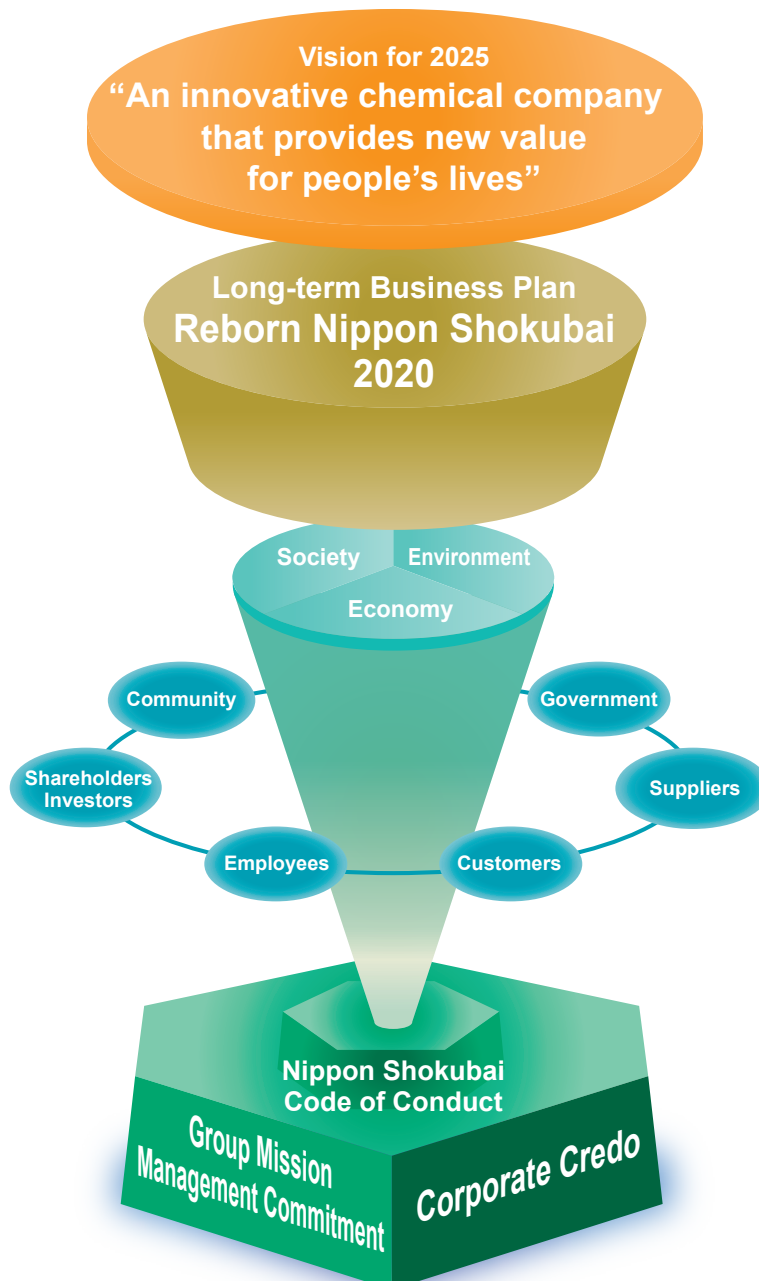 Vision for 2025
“An innovative chemical company
that provides new value
for people’s lives”
Long-term Business Plan
Reborn Nippon Shokubai
2020
Society
Environment
Economy
Community
Government
Shareholders
Investors
Suppliers
Employees
Customers
Nippon Shokubai
Code of Conduct
Group Mission
Management Commitment
Corporate Credo